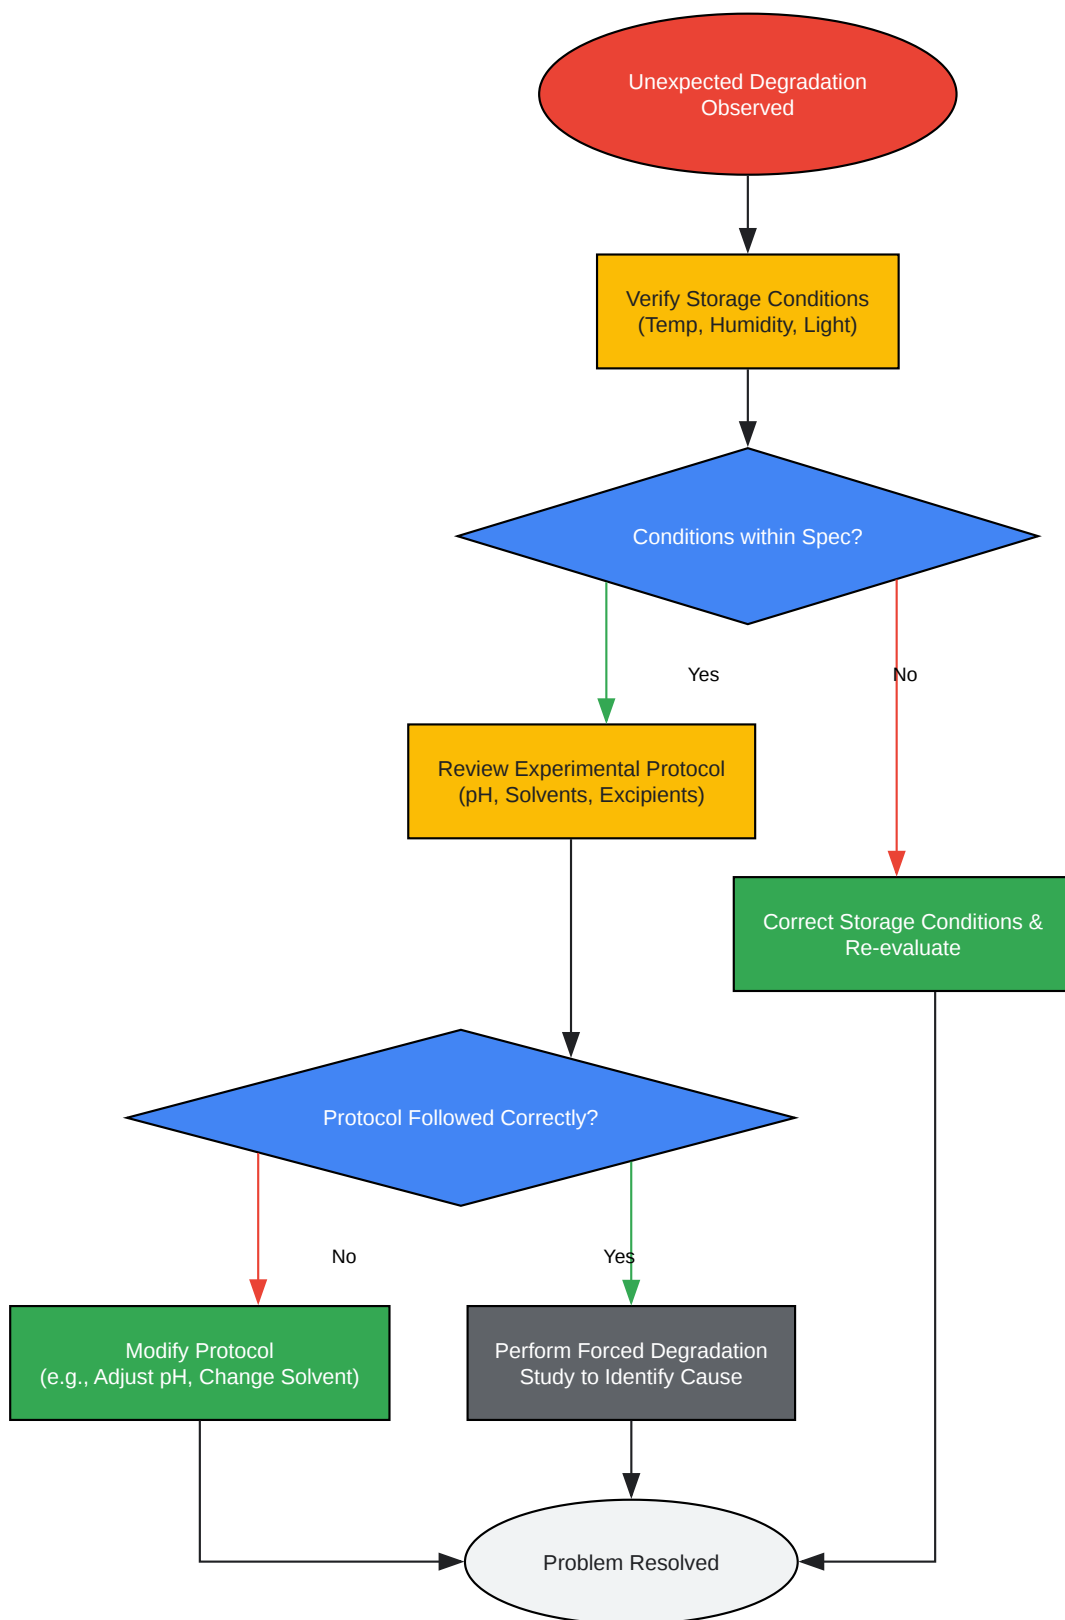 Unexpected Degradation
Observed
Verify Storage Conditions
(Temp, Humidity, Light)
Conditions within Spec?
Yes
No
Review Experimental Protocol
(pH, Solvents, Excipients)
Correct Storage Conditions &
Re-evaluate
Protocol Followed Correctly?
No
Yes
Modify Protocol
(e.g., Adjust pH, Change Solvent)
Perform Forced Degradation
Study to Identify Cause
Problem Resolved